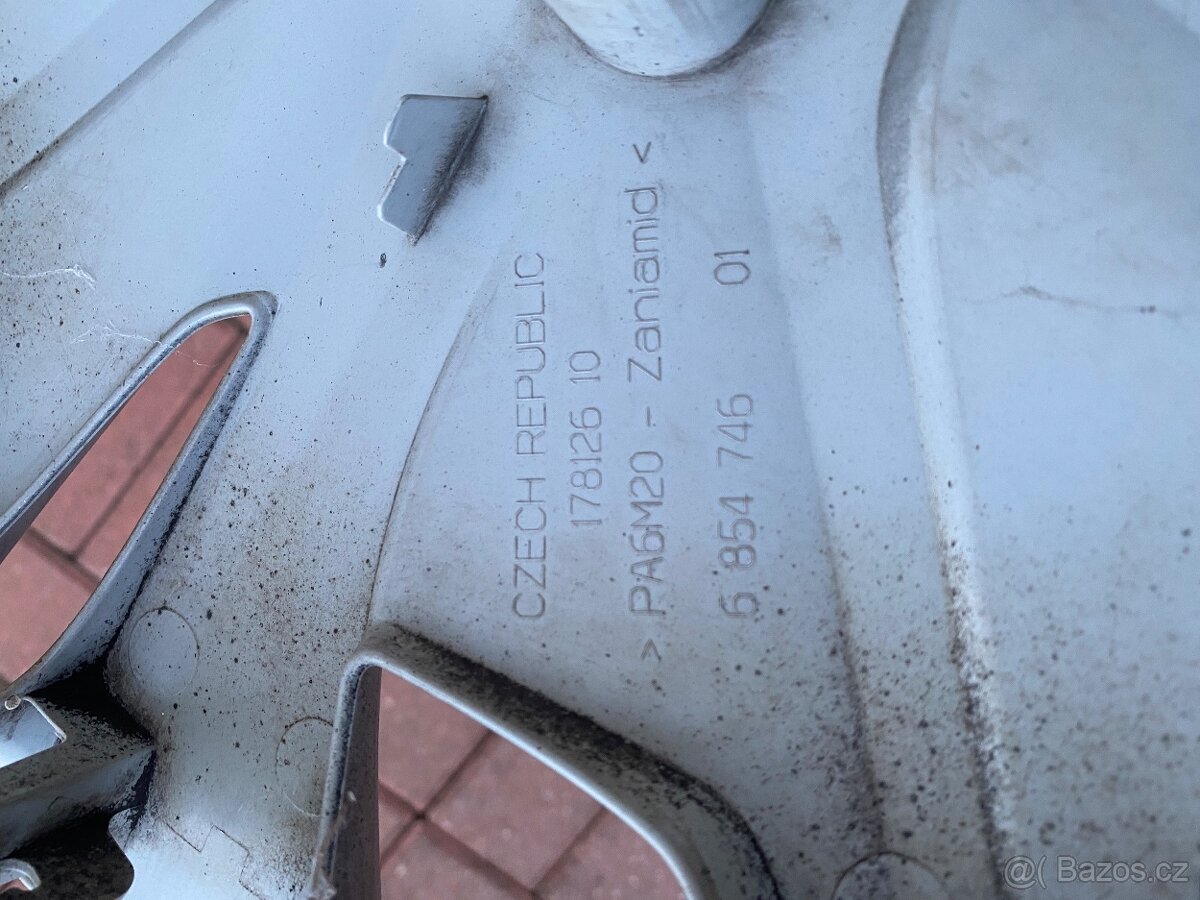 CZECH REPUBLIC
178126 10
> PA6M20 - Zaniamid <
6 854 746 01
@( Bazos.cz